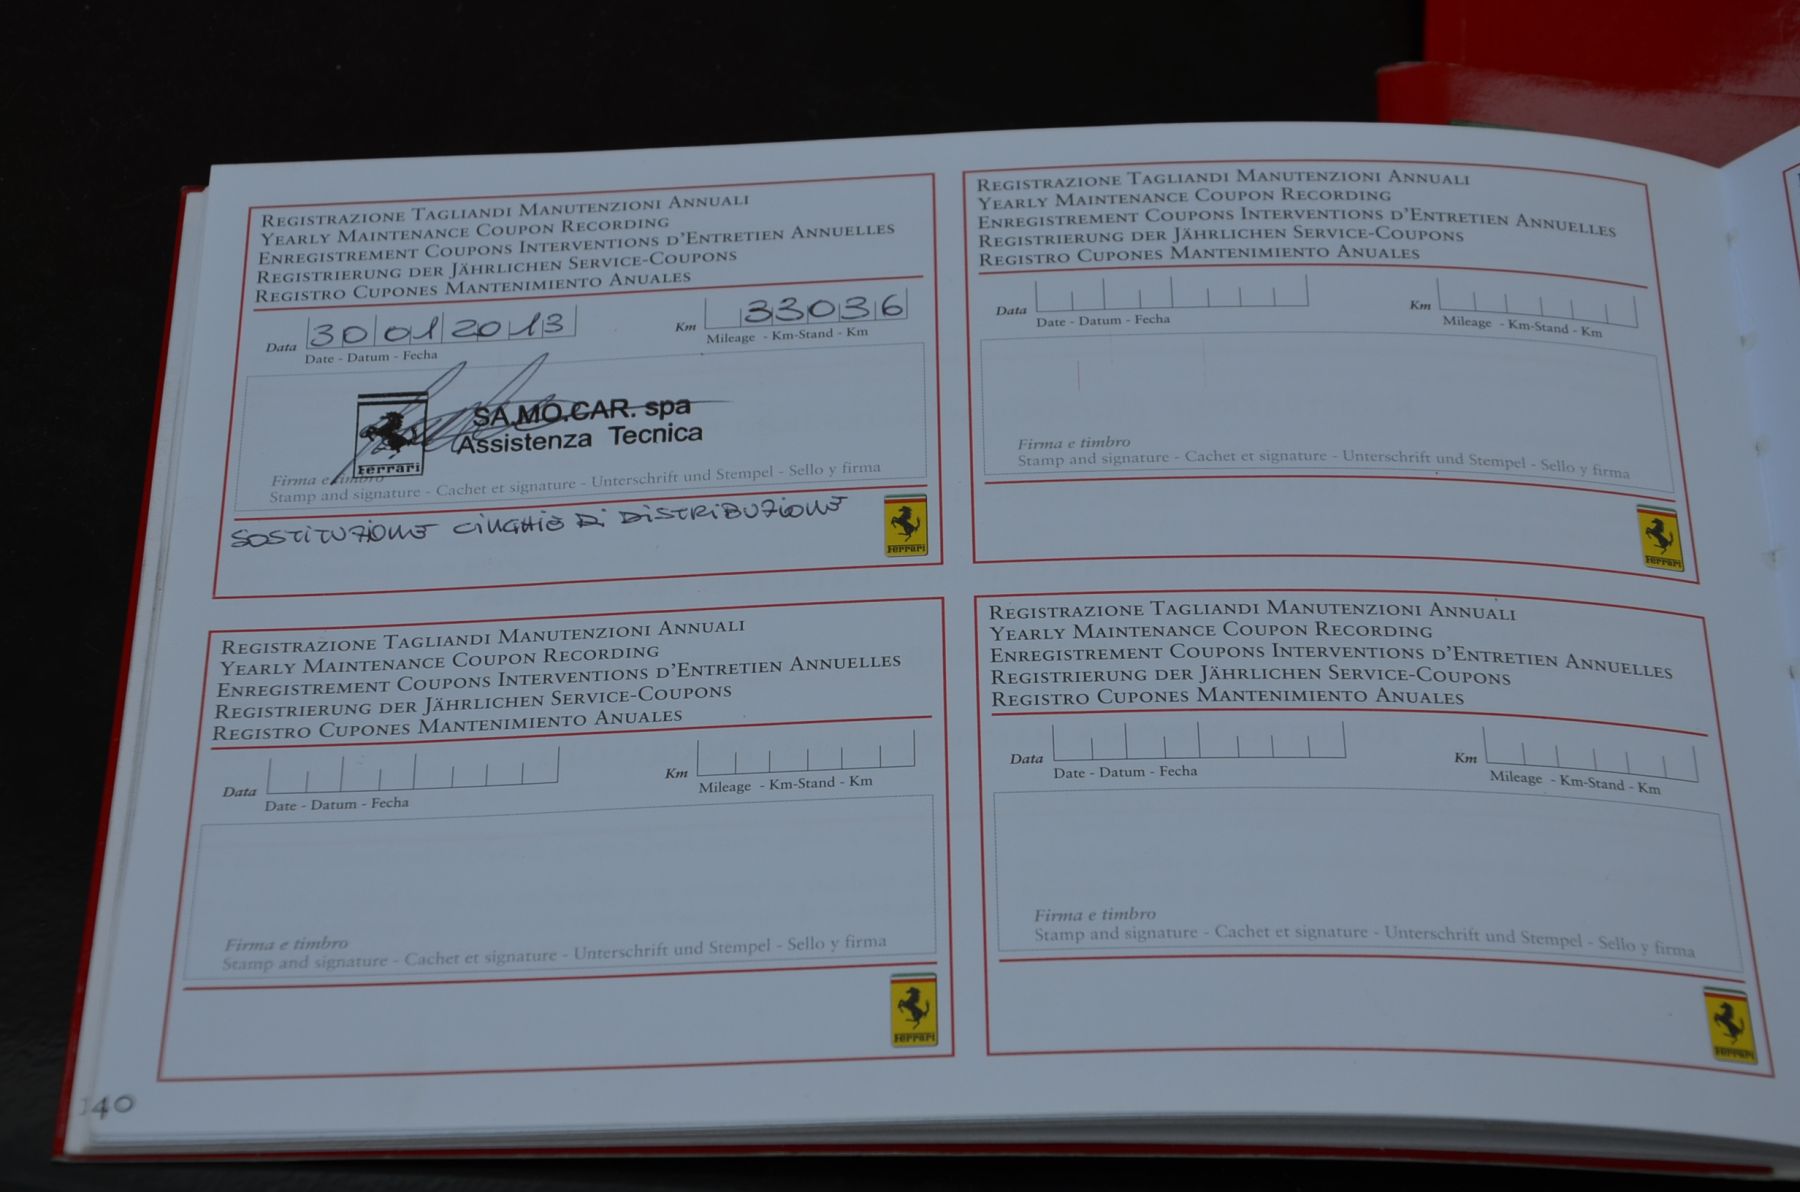 Registrazione Tagliandi Manutenzioni Annuali
Yearly Maintenance Coupon Recording
Enregistrement Coupons Interventions d'Entretien Annuelles
Registrierung der Jährlichen Service-Coupons
Registro Cupones Mantenimiento Anuales
Data 30 01 2013 Km 33036
Date - Datum - Fecha
Mileage - Km-Stand - Km
SA.MO.CAR. spa
Assistenza Tecnica
Ferrari
Firma e timbro
Stamp and signature - Cachet et signature - Unterschrift und Stempel - Sello y firma
SOSTITUZIONE CINGHIE DI DISTRIBUZIONE
Ferrari
Registrazione Tagliandi Manutenzioni Annuali
Yearly Maintenance Coupon Recording
Enregistrement Coupons Interventions d'Entretien Annuelles
Registrierung der Jährlichen Service-Coupons
Registro Cupones Mantenimiento Anuales
Data Km
Date - Datum - Fecha
Mileage - Km-Stand - Km
Firma e timbro
Stamp and signature - Cachet et signature - Unterschrift und Stempel - Sello y firma
Ferrari
Registrazione Tagliandi Manutenzioni Annuali
Yearly Maintenance Coupon Recording
Enregistrement Coupons Interventions d'Entretien Annuelles
Registrierung der Jährlichen Service-Coupons
Registro Cupones Mantenimiento Anuales
Data Km
Date - Datum - Fecha
Mileage - Km-Stand - Km
Firma e timbro
Stamp and signature - Cachet et signature - Unterschrift und Stempel - Sello y firma
Ferrari
Registrazione Tagliandi Manutenzioni Annuali
Yearly Maintenance Coupon Recording
Enregistrement Coupons Interventions d'Entretien Annuelles
Registrierung der Jährlichen Service-Coupons
Registro Cupones Mantenimiento Anuales
Data Km
Date - Datum - Fecha
Mileage - Km-Stand - Km
Firma e timbro
Stamp and signature - Cachet et signature - Unterschrift und Stempel - Sello y firma
Ferrari
140